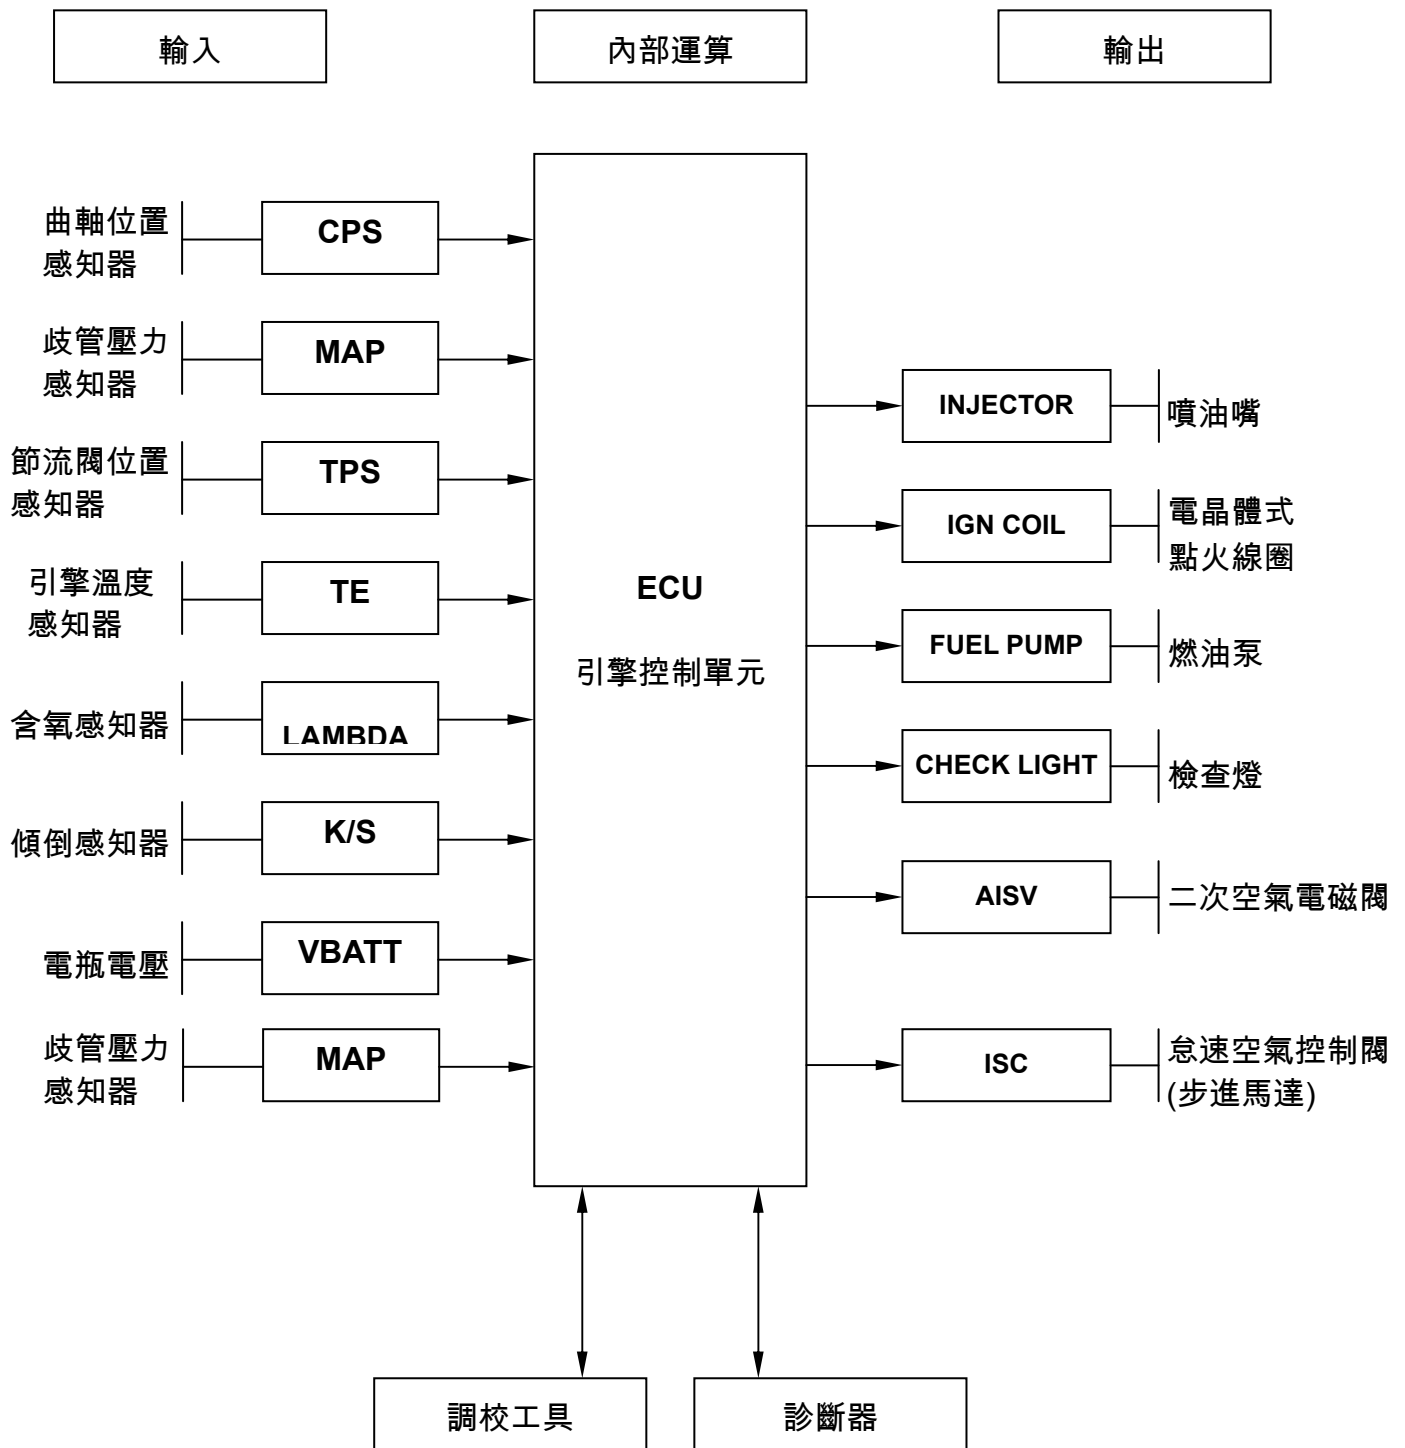 輸入
內部運算
輸出
曲軸位置
感知器
CPS
歧管壓力
感知器
MAP
節流閥位置
感知器
TPS
引擎溫度
感知器
TE
含氧感知器
LAMBDA
傾倒感知器
K/S
電瓶電壓
VBATT
歧管壓力
感知器
MAP
ECU
引擎控制單元
INJECTOR
噴油嘴
IGN COIL
電晶體式
點火線圈
FUEL PUMP
燃油泵
CHECK LIGHT
檢查燈
AISV
二次空氣電磁閥
ISC
怠速空氣控制閥
(步進馬達)
調校工具
診斷器